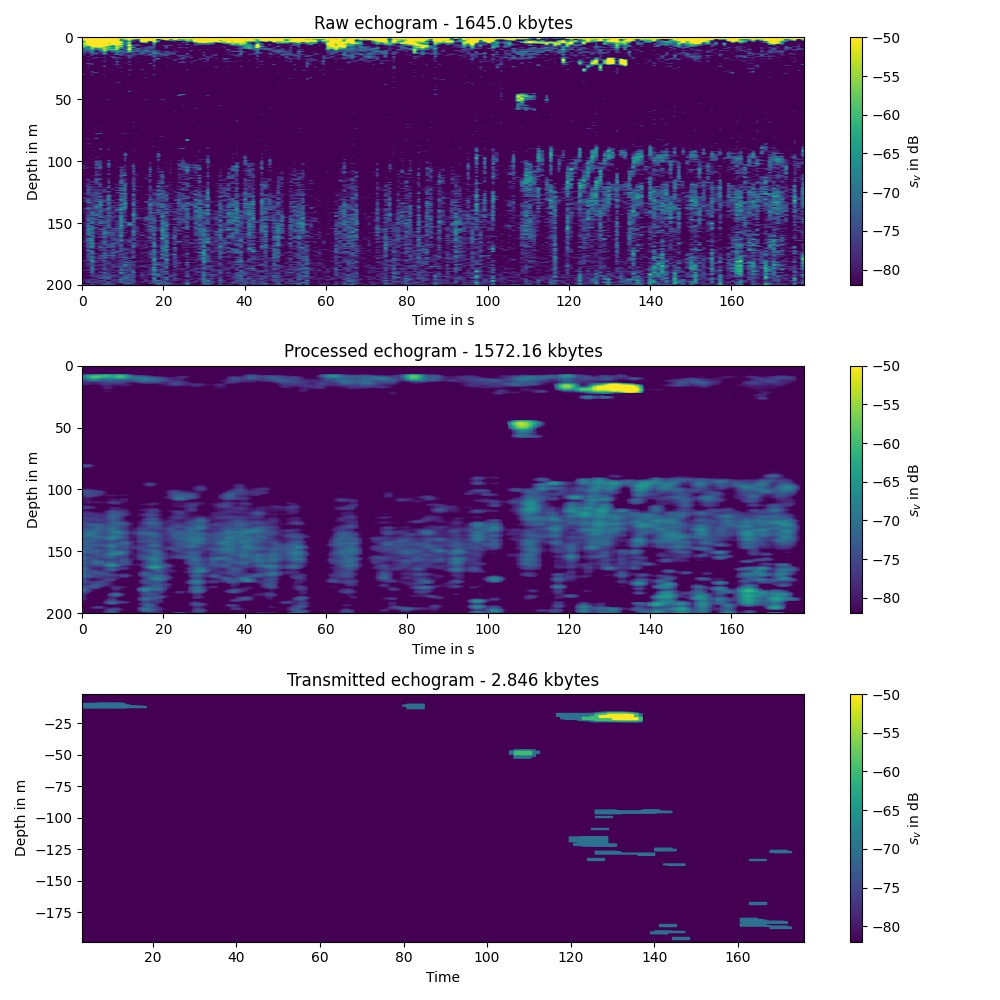 Raw echogram - 1645.0 kbytes
0
50
100
150
200
Depth in m
0 20 40 60 80 100 120 140 160
Time in s
−50
−55
−60
−65
−70
−75
−80
sv in dB
Processed echogram - 1572.16 kbytes
0
50
100
150
200
Depth in m
0 20 40 60 80 100 120 140 160
Time in s
−50
−55
−60
−65
−70
−75
−80
sv in dB
Transmitted echogram - 2.846 kbytes
−25
−50
−75
−100
−125
−150
−175
Depth in m
20 40 60 80 100 120 140 160
Time
−50
−55
−60
−65
−70
−75
−80
sv in dB